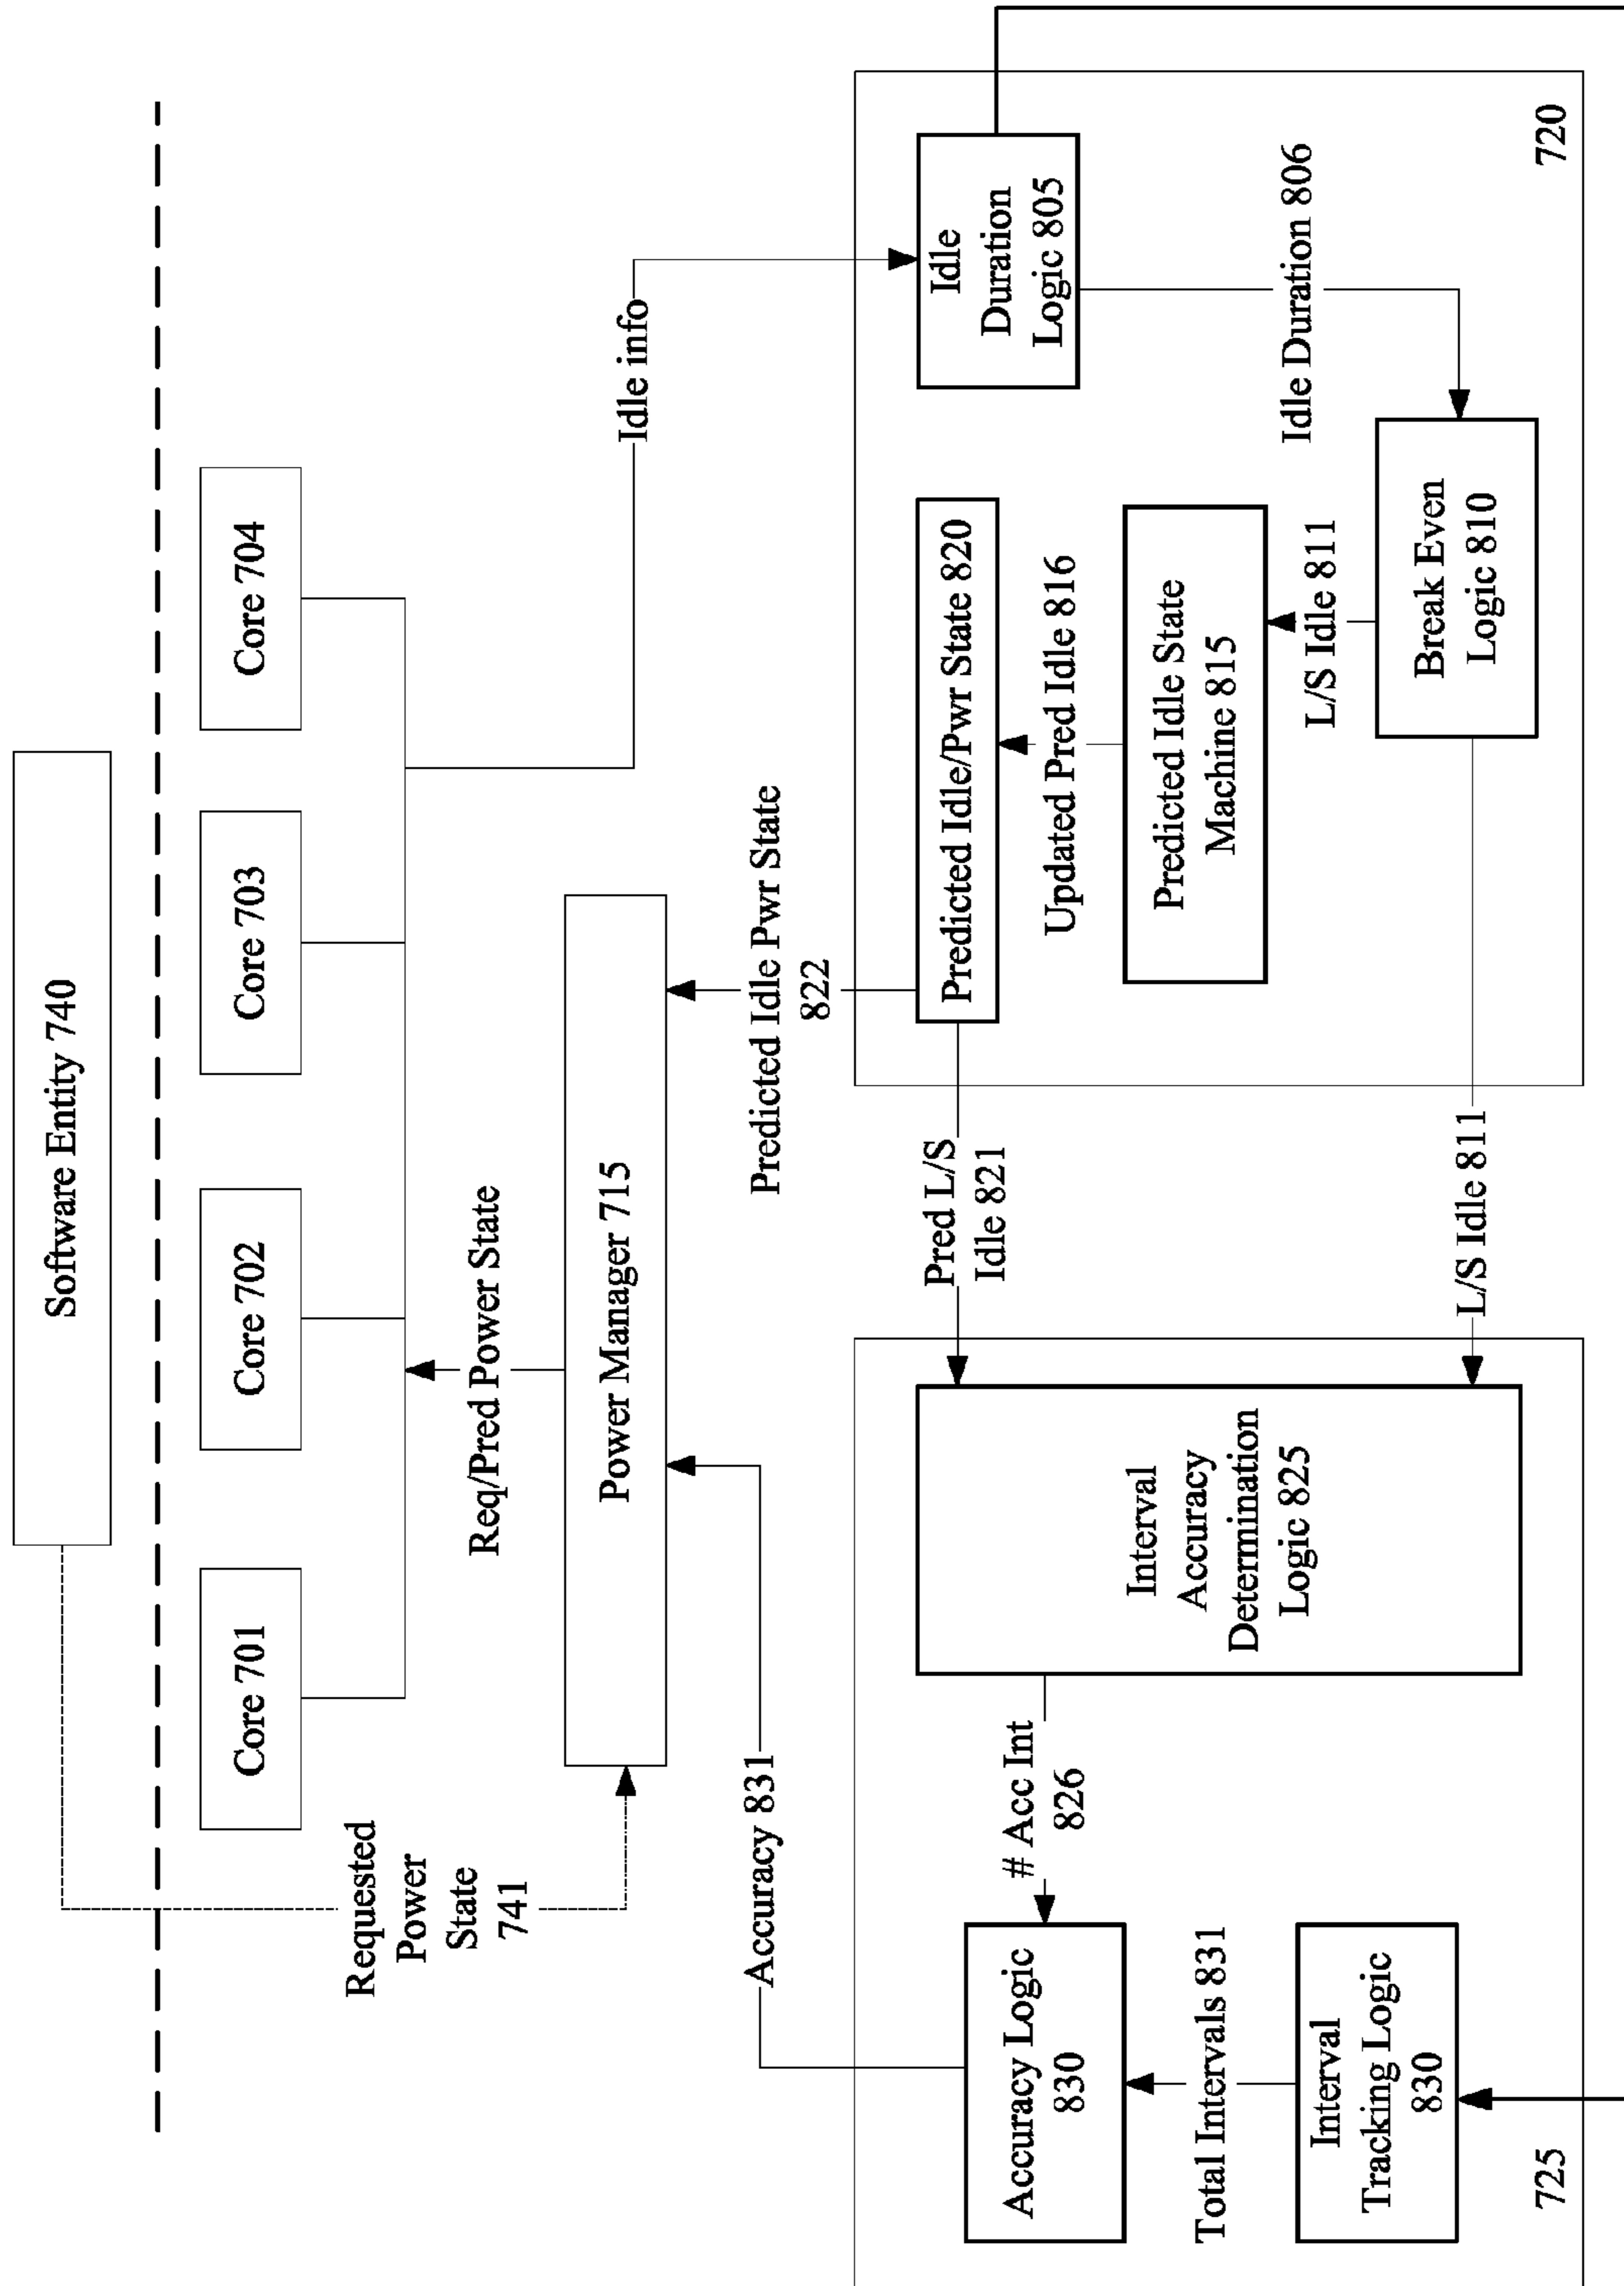 Software Entity 740
Core 701
Core 702
Core 703
Core 704
Requested
Power
State
741
Req/Pred Power State
Idle info
Power Manager 715
Accuracy 831
Predicted Idle Pwr State
822
725
Accuracy Logic
830
# Acc Int
826
Total Intervals 831
Interval
Tracking Logic
830
Interval
Accuracy
Determination
Logic 825
Pred L/S
Idle 821
L/S Idle 811
720
Predicted Idle/Pwr State 820
Updated Pred Idle 816
Predicted Idle State
Machine 815
L/S Idle 811
Break Even
Logic 810
Idle
Duration
Logic 805
Idle Duration 806